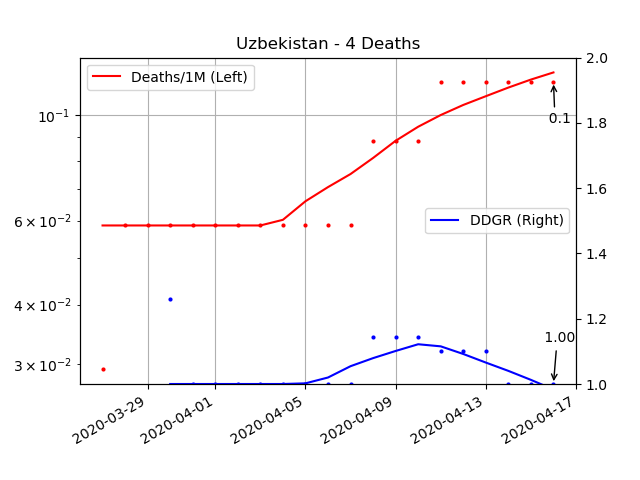 Uzbekistan - 4 Deaths
Deaths/1M (Left)
DDGR (Right)
10⁻¹
6 × 10⁻²
4 × 10⁻²
3 × 10⁻²
2.0
1.8
1.6
1.4
1.2
1.0
0.1
1.00
2020-03-29
2020-04-01
2020-04-05
2020-04-09
2020-04-13
2020-04-17